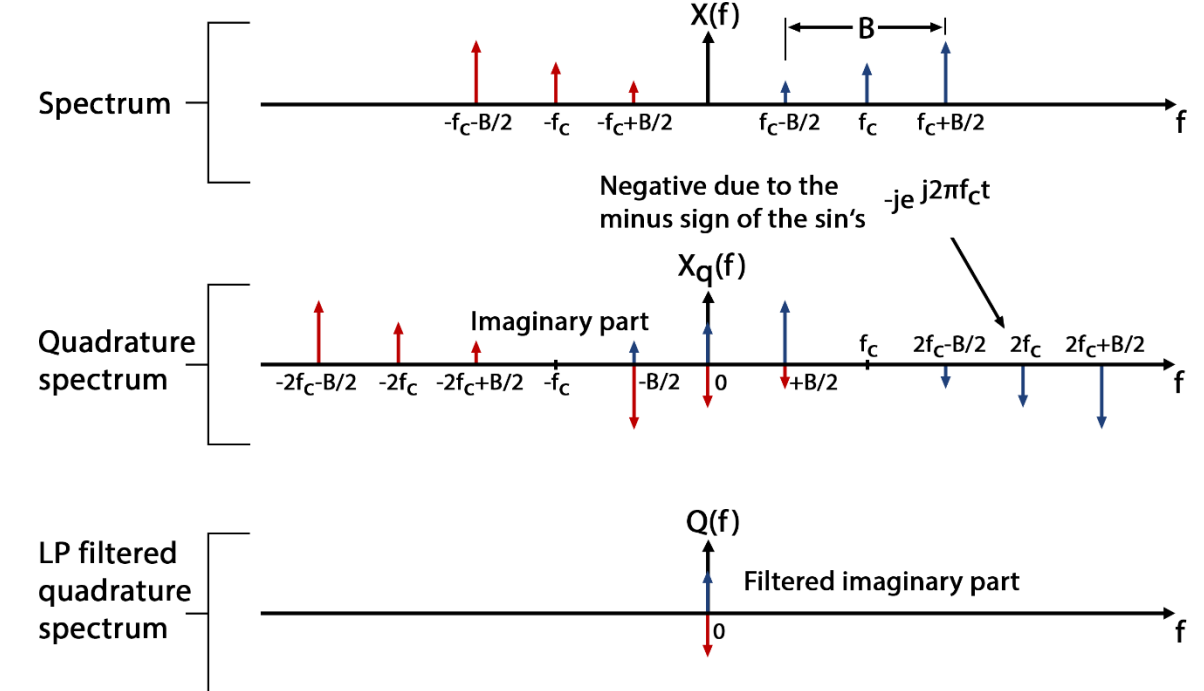 X(f)
B
Spectrum
-fc-B/2 -fc -fc+B/2 fc-B/2 fc fc+B/2 f
Negative due to the
minus sign of the sin's
-je j2πfct
Xq(f)
Imaginary part
Quadrature
spectrum
fc 2fc-B/2 2fc 2fc+B/2
-2fc-B/2 -2fc -2fc+B/2 -fc -B/2 0 +B/2 f
Q(f)
LP filtered
quadrature
spectrum
Filtered imaginary part
0 f